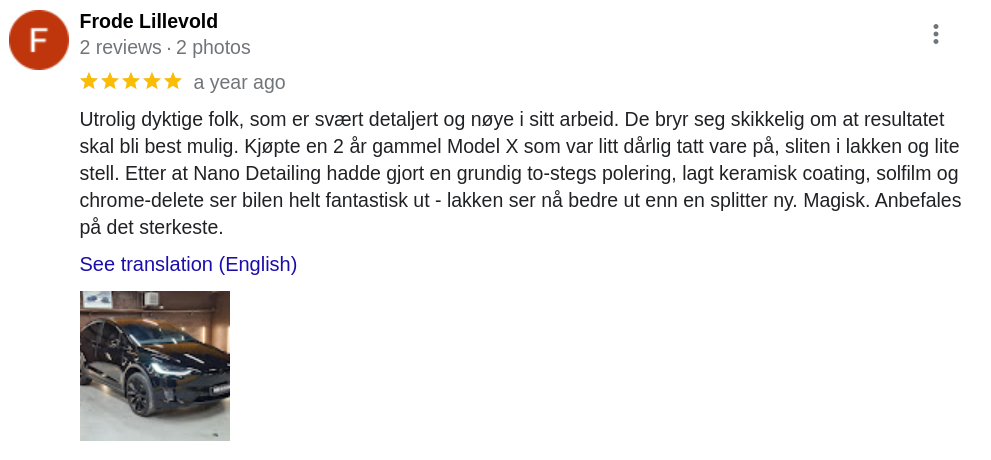 F
Frode Lillevold
2 reviews · 2 photos
★★★★★ a year ago
Utrolig dyktige folk, som er svært detaljert og nøye i sitt arbeid. De bryr seg skikkelig om at resultatet
skal bli best mulig. Kjøpte en 2 år gammel Model X som var litt dårlig tatt vare på, sliten i lakken og lite
stell. Etter at Nano Detailing hadde gjort en grundig to-stegs polering, lagt keramisk coating, solfilm og
chrome-delete ser bilen helt fantastisk ut - lakken ser nå bedre ut enn en splitter ny. Magisk. Anbefales
på det sterkeste.
See translation (English)